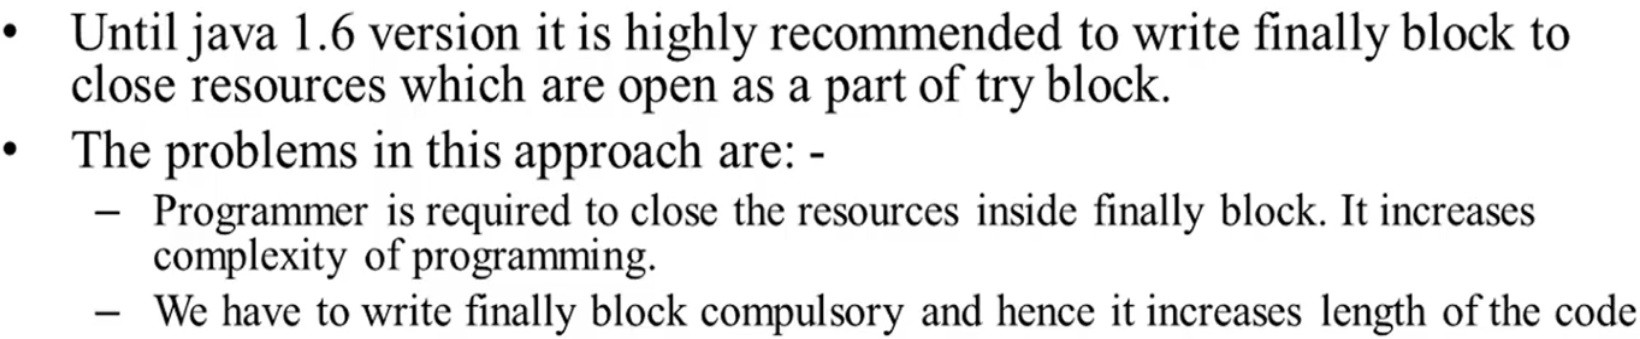 • Until java 1.6 version it is highly recommended to write finally block to
close resources which are open as a part of try block.
• The problems in this approach are: -
– Programmer is required to close the resources inside finally block. It increases
complexity of programming.
– We have to write finally block compulsory and hence it increases length of the code